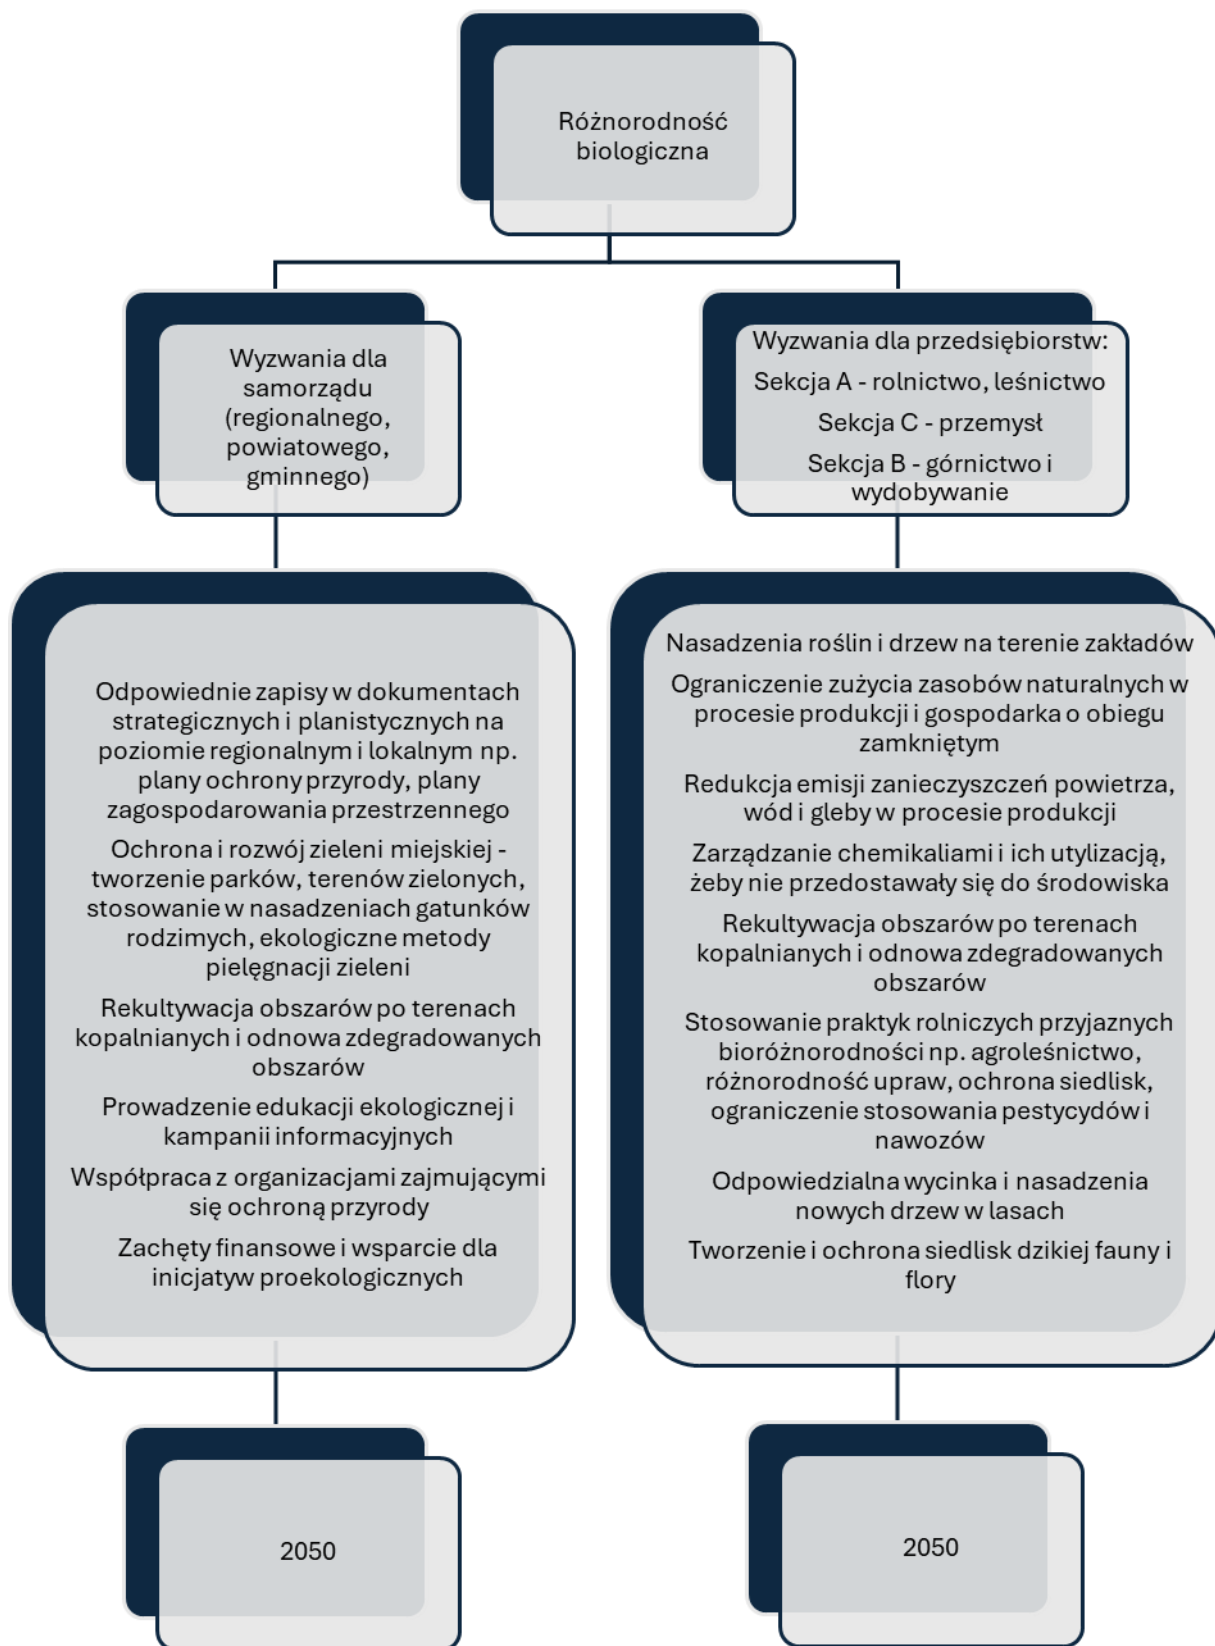 Różnorodność
biologiczna
Wyzwania dla
samorządu
(regionalnego,
powiatowego,
gminnego)
Wyzwania dla przedsiębiorstw:
Sekcja A - rolnictwo, leśnictwo
Sekcja C - przemysł
Sekcja B - górnictwo i
wydobywanie
Odpowiednie zapisy w dokumentach
strategicznych i planistycznych na
poziomie regionalnym i lokalnym np.
plany ochrony przyrody, plany
zagospodarowania przestrzennego
Ochrona i rozwój zieleni miejskiej -
tworzenie parków, terenów zielonych,
stosowanie w nasadzeniach gatunków
rodzimych, ekologiczne metody
pielęgnacji zieleni
Rekultywacja obszarów po terenach
kopalnianych i odnowa zdegradowanych
obszarów
Prowadzenie edukacji ekologicznej i
kampanii informacyjnych
Współpraca z organizacjami zajmującymi
się ochroną przyrody
Zachęty finansowe i wsparcie dla
inicjatyw proekologicznych
Nasadzenia roślin i drzew na terenie zakładów
Ograniczenie zużycia zasobów naturalnych w
procesie produkcji i gospodarka o obiegu
zamkniętym
Redukcja emisji zanieczyszczeń powietrza,
wód i gleby w procesie produkcji
Zarządzanie chemikaliami i ich utylizacją,
żeby nie przedostawały się do środowiska
Rekultywacja obszarów po terenach
kopalnianych i odnowa zdegradowanych
obszarów
Stosowanie praktyk rolniczych przyjaznych
bioróżnorodności np. agroleśnictwo,
różnorodność upraw, ochrona siedlisk,
ograniczenie stosowania pestycydów i
nawozów
Odpowiedzialna wycinka i nasadzenia
nowych drzew w lasach
Tworzenie i ochrona siedlisk dzikiej fauny i
flory
2050
2050